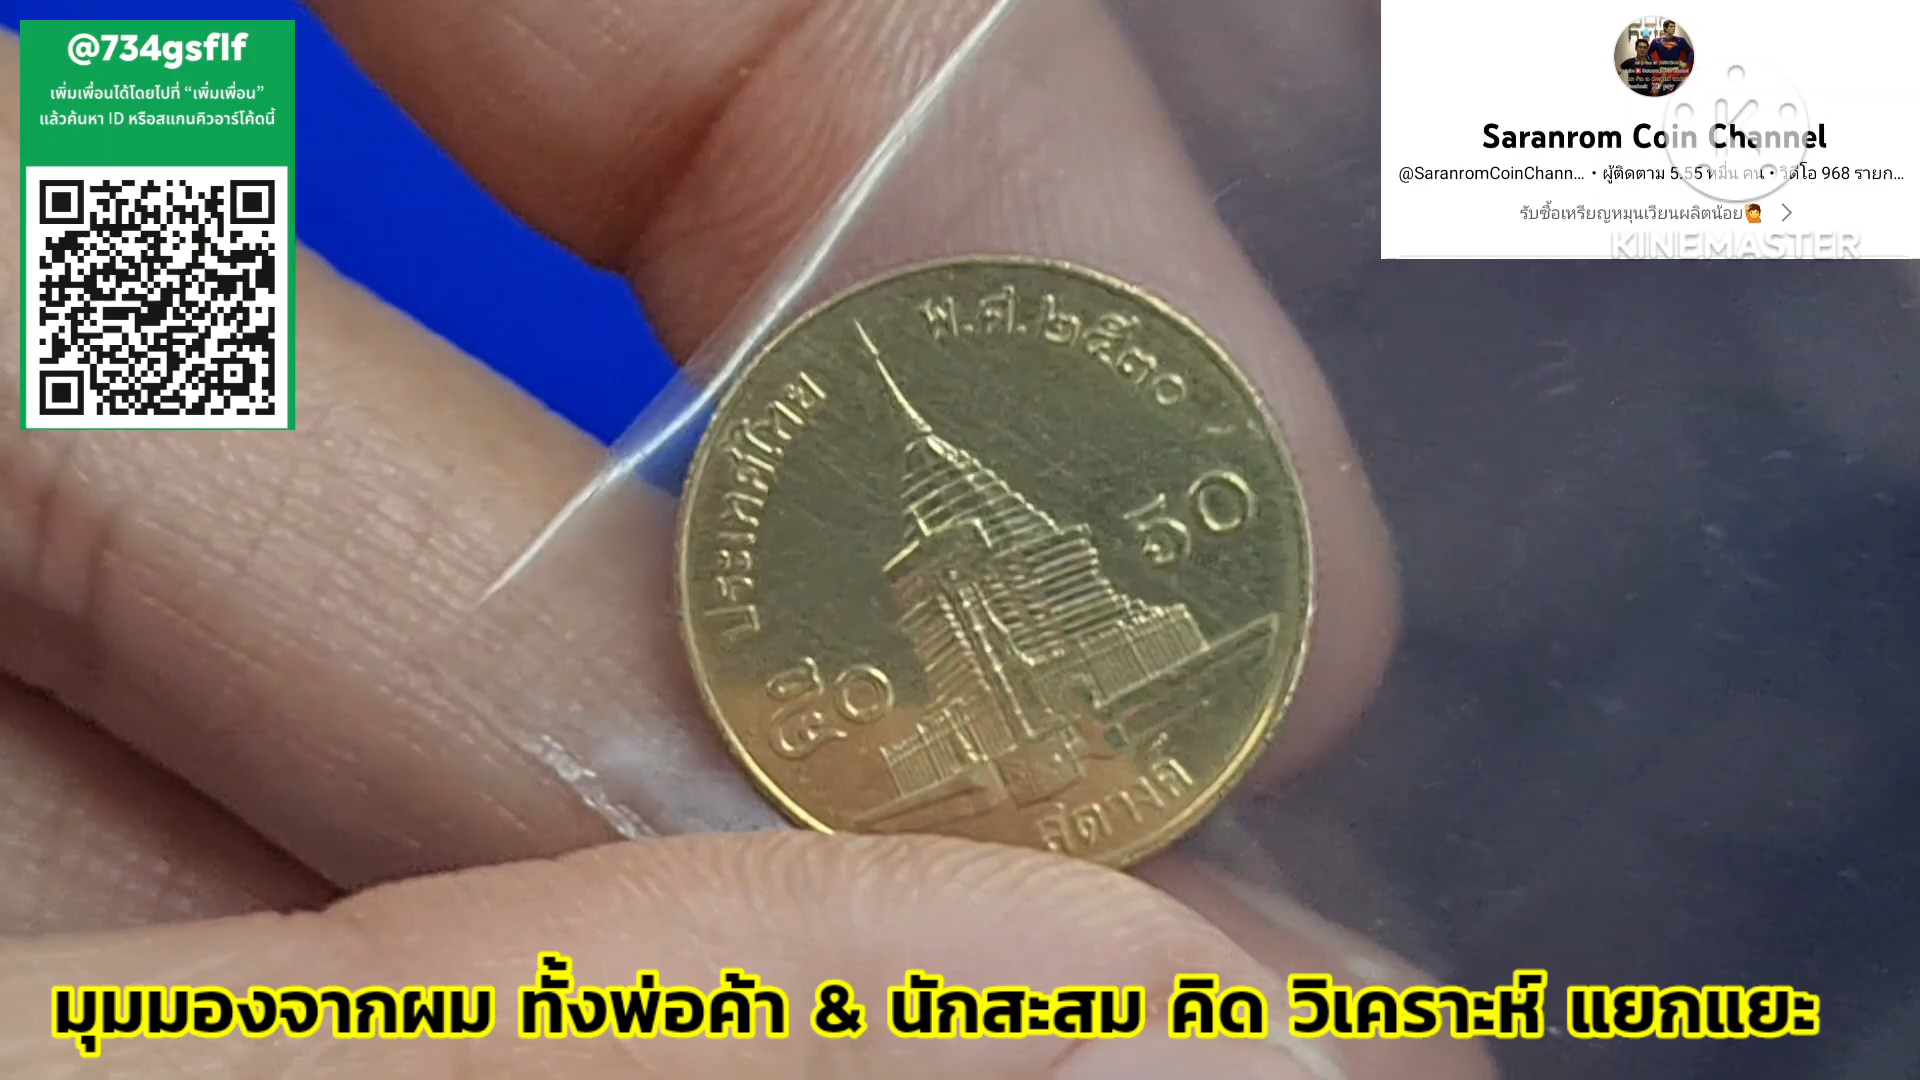 @734gsflf
เพิ่มเพื่อนได้โดยไปที่ “เพิ่มเพื่อน”
แล้วค้นหา ID หรือสแกนคิวอาร์โค้ดนี้
Saranrom Coin Channel
@SaranromCoinChann... • ผู้ติดตาม 5.55 หมื่น คน • วิดีโอ 968 รายก...
รับซื้อเหรียญหมุนเวียนผลิตน้อย🙋 >
KINEMASTER
พ.ศ.๒๕๓๐
ประเทศไทย
50
๕๐
สตางค์
มุมมองจากผม ทั้งพ่อค้า & นักสะสม คิด วิเคราะห์ แยกแยะ